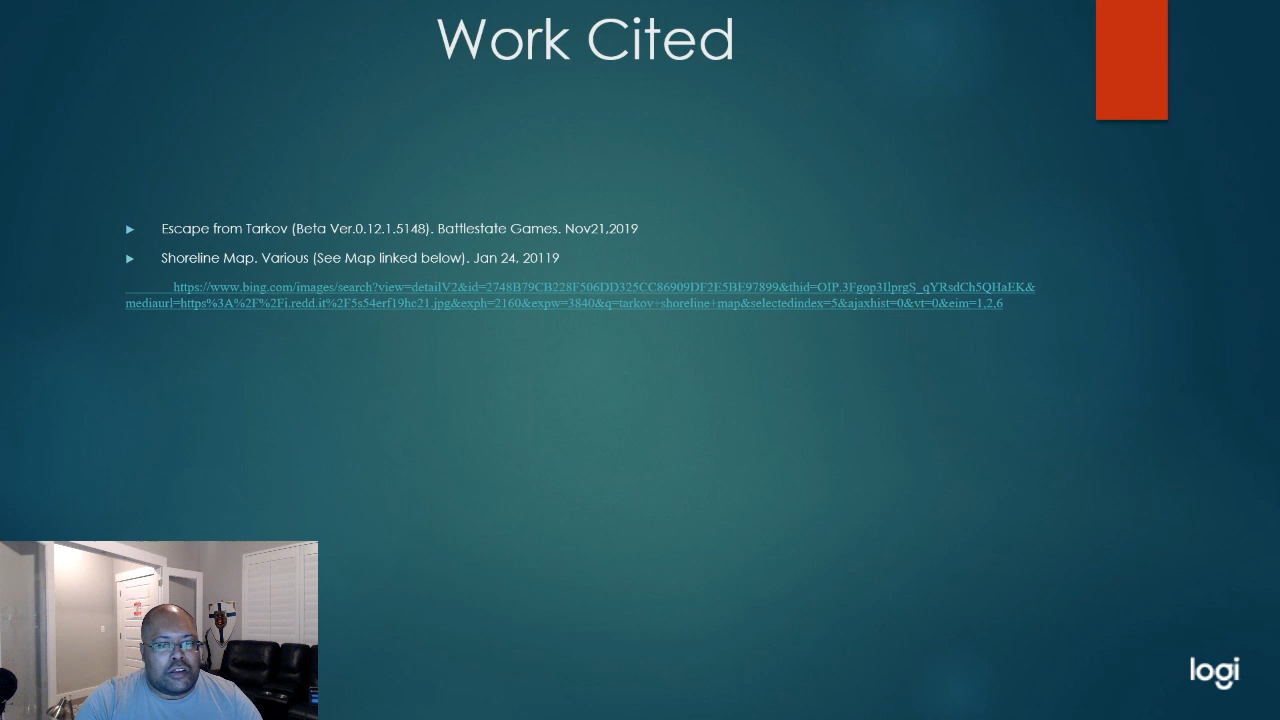 Work Cited
Escape from Tarkov (Beta Ver.0.12.1.5148). Battlestate Games. Nov21,2019
Shoreline Map. Various (See Map linked below). Jan 24, 20119
https://www.bing.com/images/search?view=detailV2&id=2748B79CB228F506DD325CC86909DF2E5BE97899&thid=OIP.3Fgop3IlprgS_qYRsdCh5QHaEK&
mediaurl=https%3A%2F%2Fi.redd.it%2F5s54erf19hc21.jpg&exph=2160&expw=3840&q=tarkov+shoreline+map&selectedindex=5&ajaxhist=0&vt=0&eim=1,2,6
logi